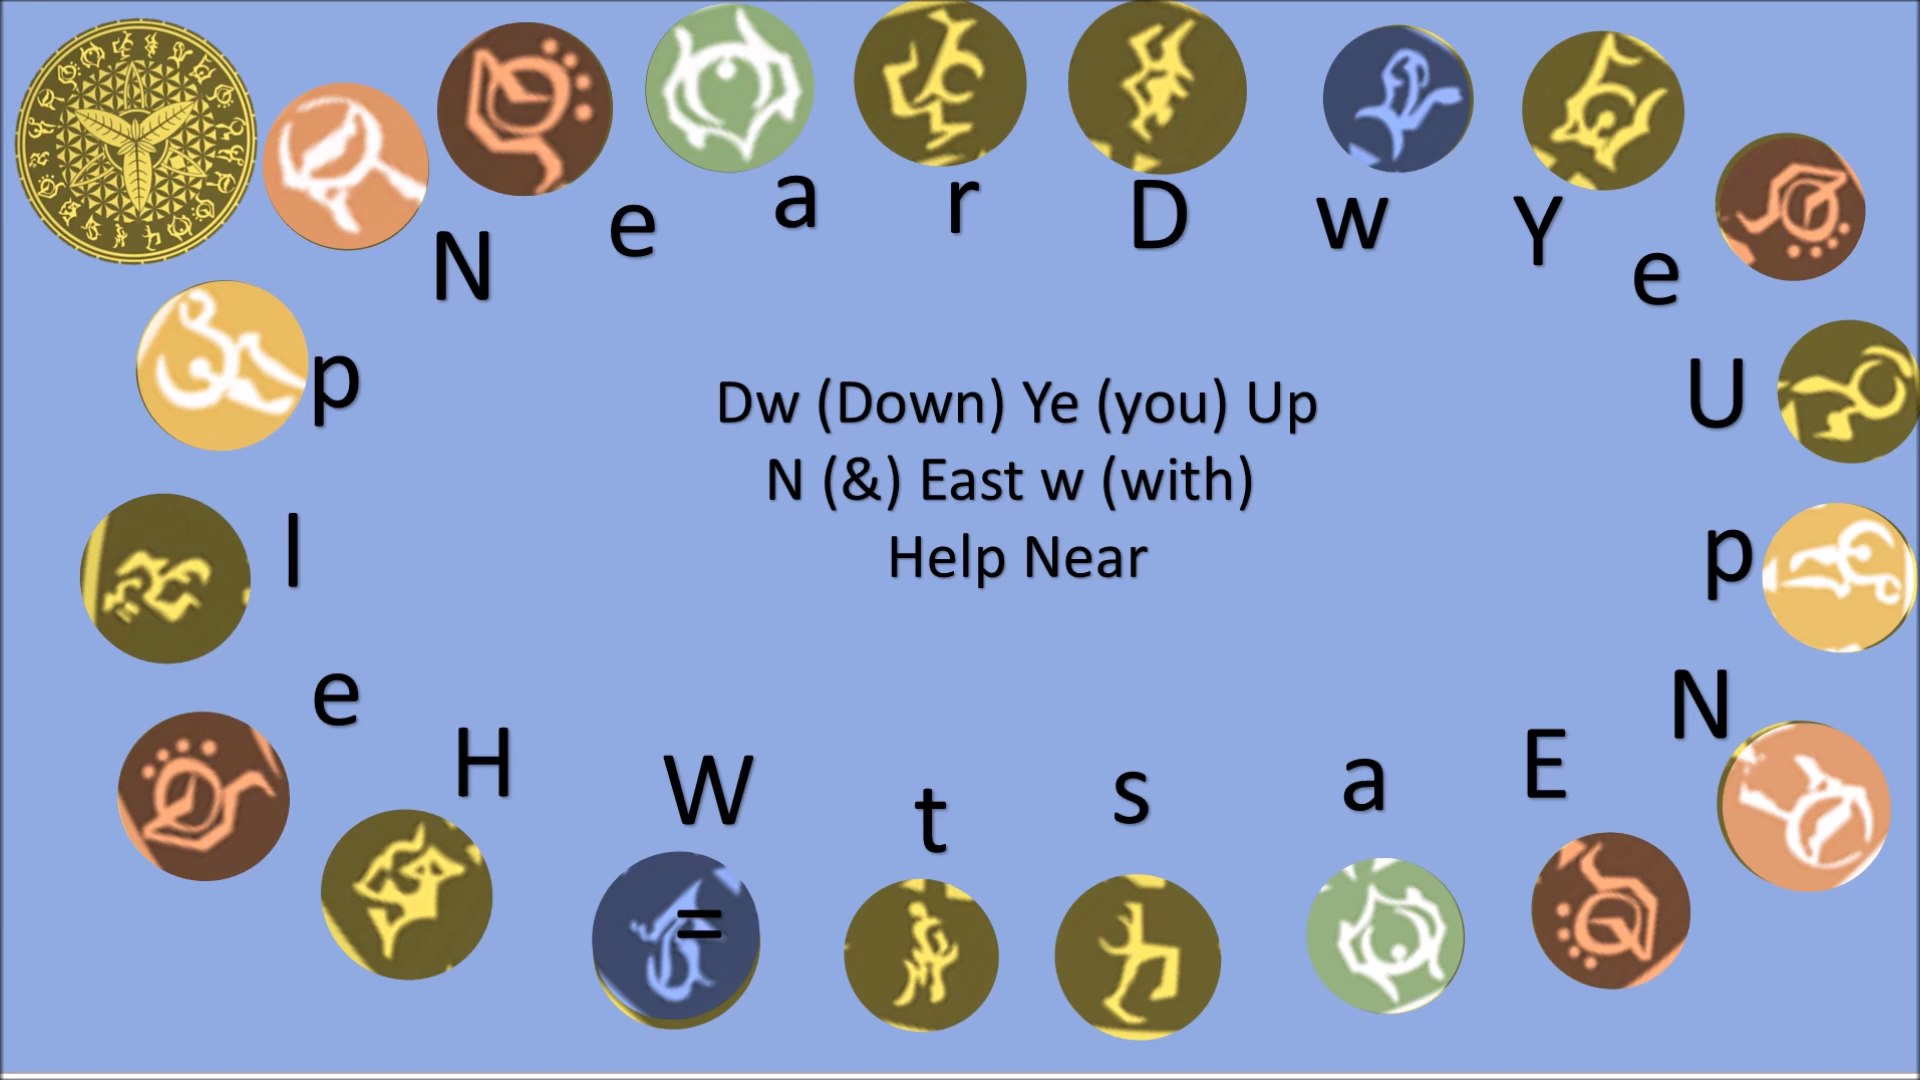 N e a r D w Y e U p N E a s t W H e l p
=
Dw (Down) Ye (you) Up
N (&) East w (with)
Help Near